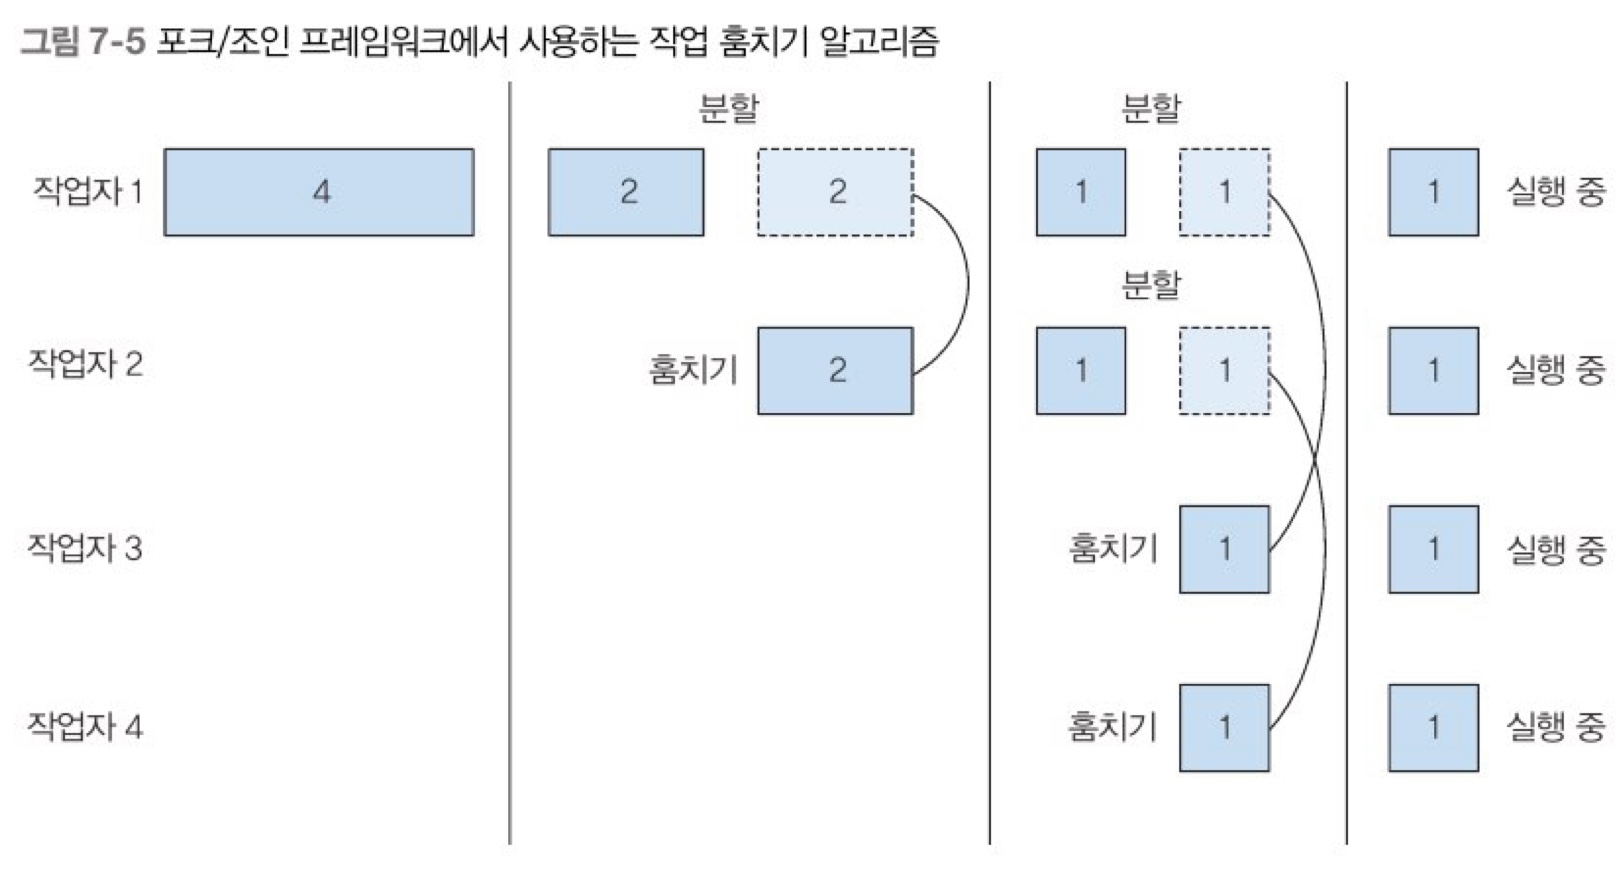 그림 7-5 포크/조인 프레임워크에서 사용하는 작업 훔치기 알고리즘
분할 분할
작업자 1 4 2 2 1 1 1 실행 중
분할
작업자 2 훔치기 2 1 1 1 실행 중
작업자 3 훔치기 1 1 실행 중
작업자 4 훔치기 1 1 실행 중